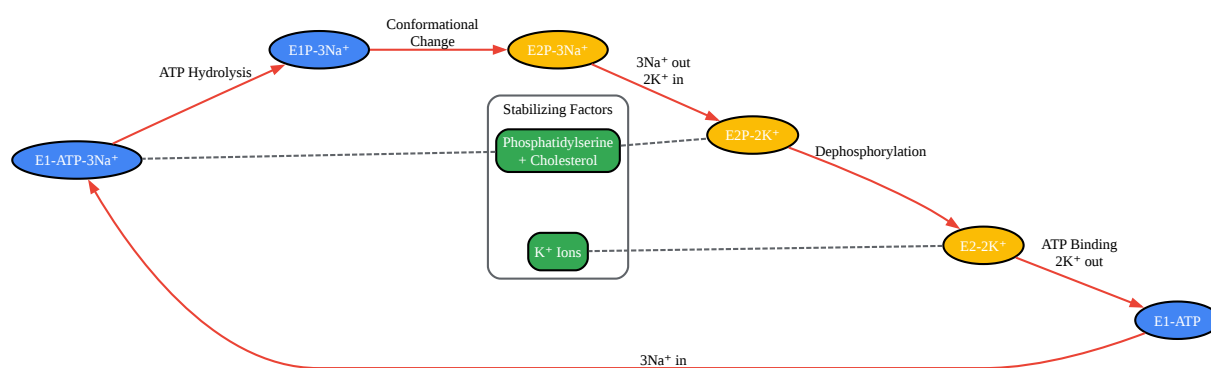 Conformational
Change
E1P-3Na⁺
E2P-3Na⁺
ATP Hydrolysis
3Na⁺ out
2K⁺ in
Stabilizing Factors
Phosphatidylserine
+ Cholesterol
E2P-2K⁺
E1-ATP-3Na⁺
Dephosphorylation
K⁺ Ions
E2-2K⁺
ATP Binding
2K⁺ out
E1-ATP
3Na⁺ in